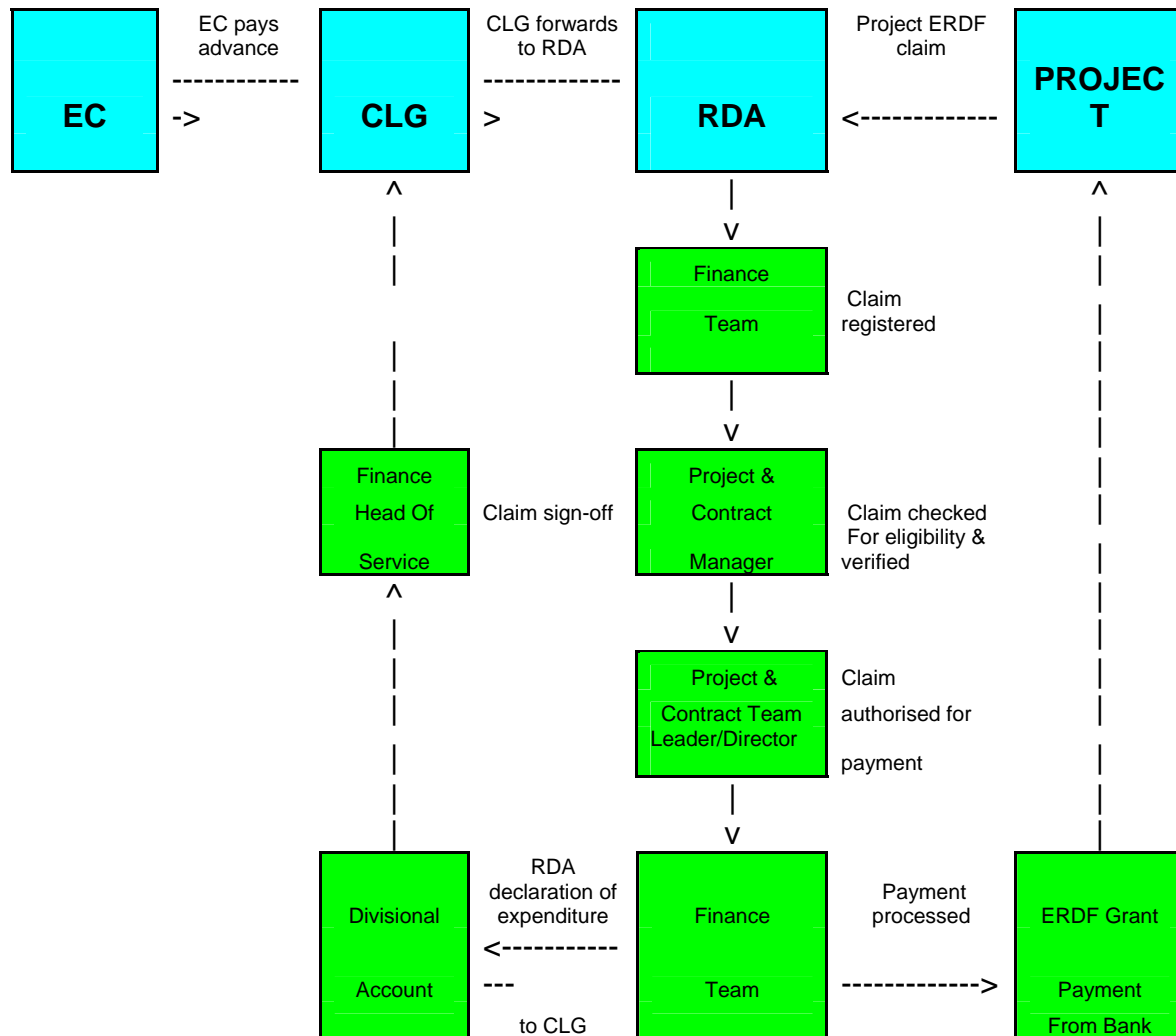 EC pays
advance
CLG forwards
to RDA
Project ERDF
claim
EC
------------
->
CLG
------------
>
RDA
<------------
PROJEC
T
Finance
Team
Claim
registered
Finance
Head Of
Service
Claim sign-off
Project &
Contract
Manager
Claim checked
For eligibility &
verified
Project &
Contract Team
Leader/Director
Claim
authorised for
payment
Divisional
Account
RDA
declaration of
expenditure
<-----------
---
to CLG
Finance
Team
Payment
processed
------------>
ERDF Grant
Payment
From Bank